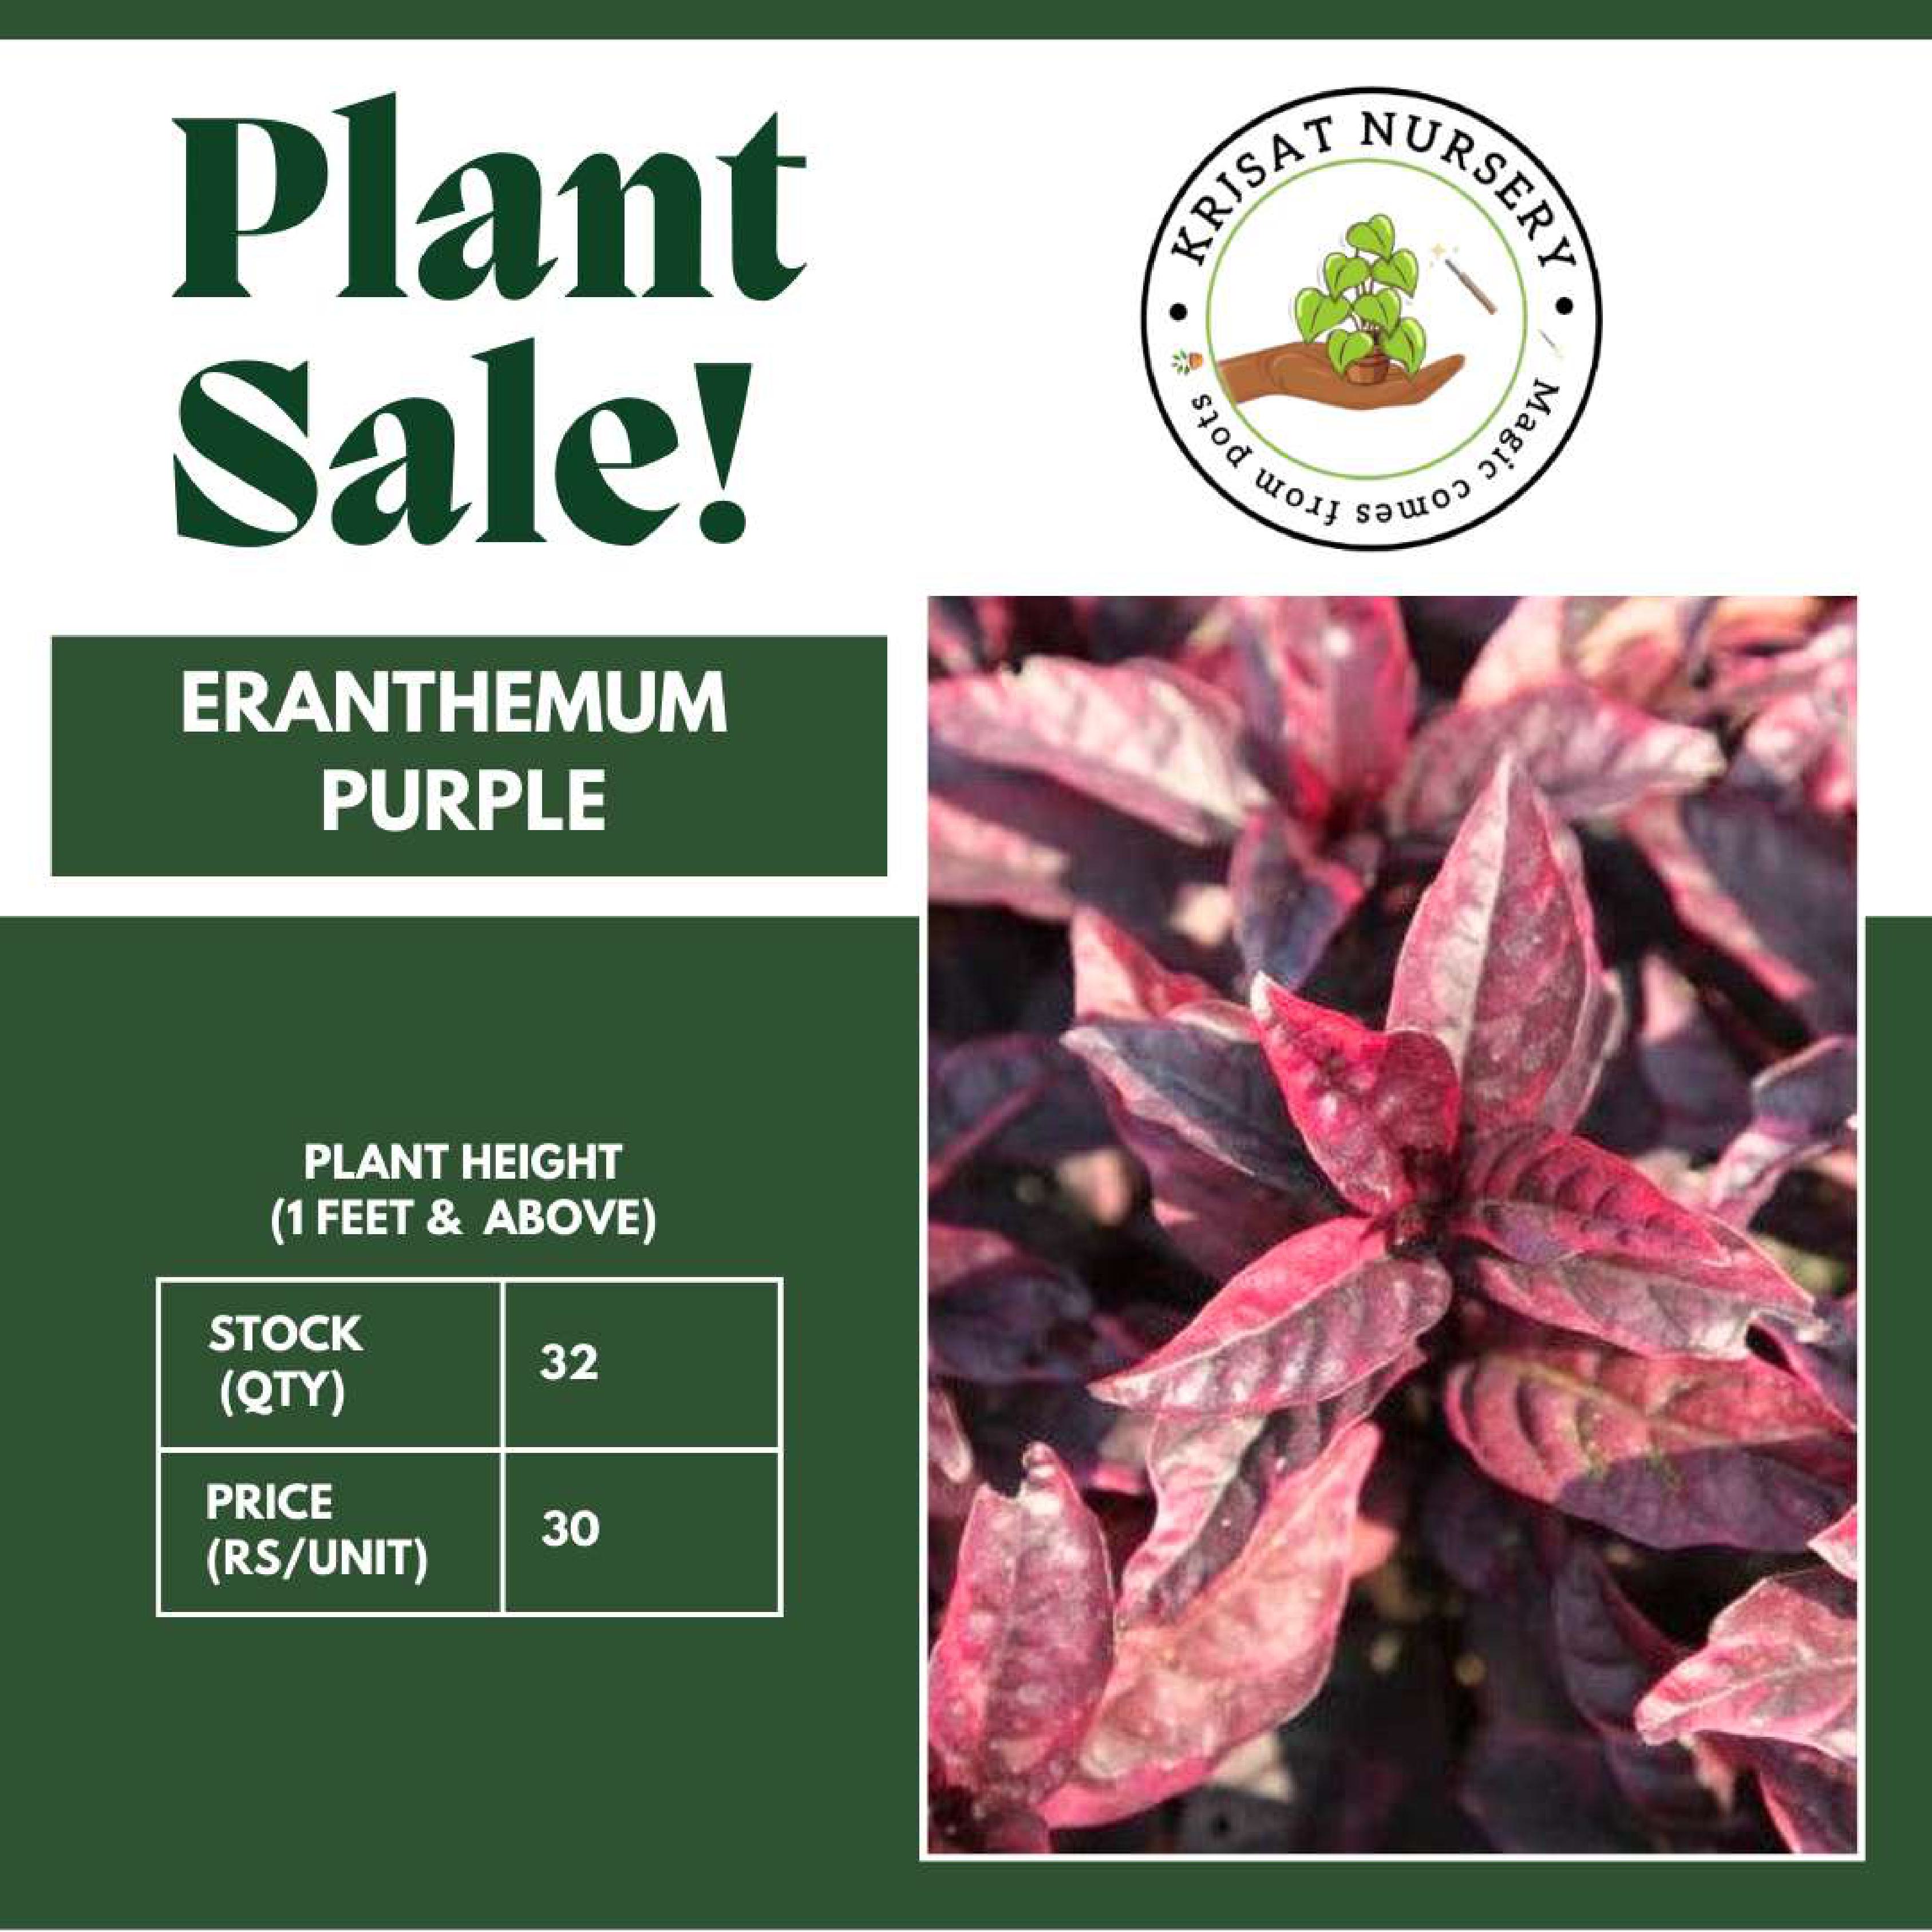 Plant
Sale!
KRISAT NURSERY
Magic comes from pots
ERANTHEMUM
PURPLE
PLANT HEIGHT
(1 FEET & ABOVE)
STOCK
(QTY)
32
PRICE
(RS/UNIT)
30